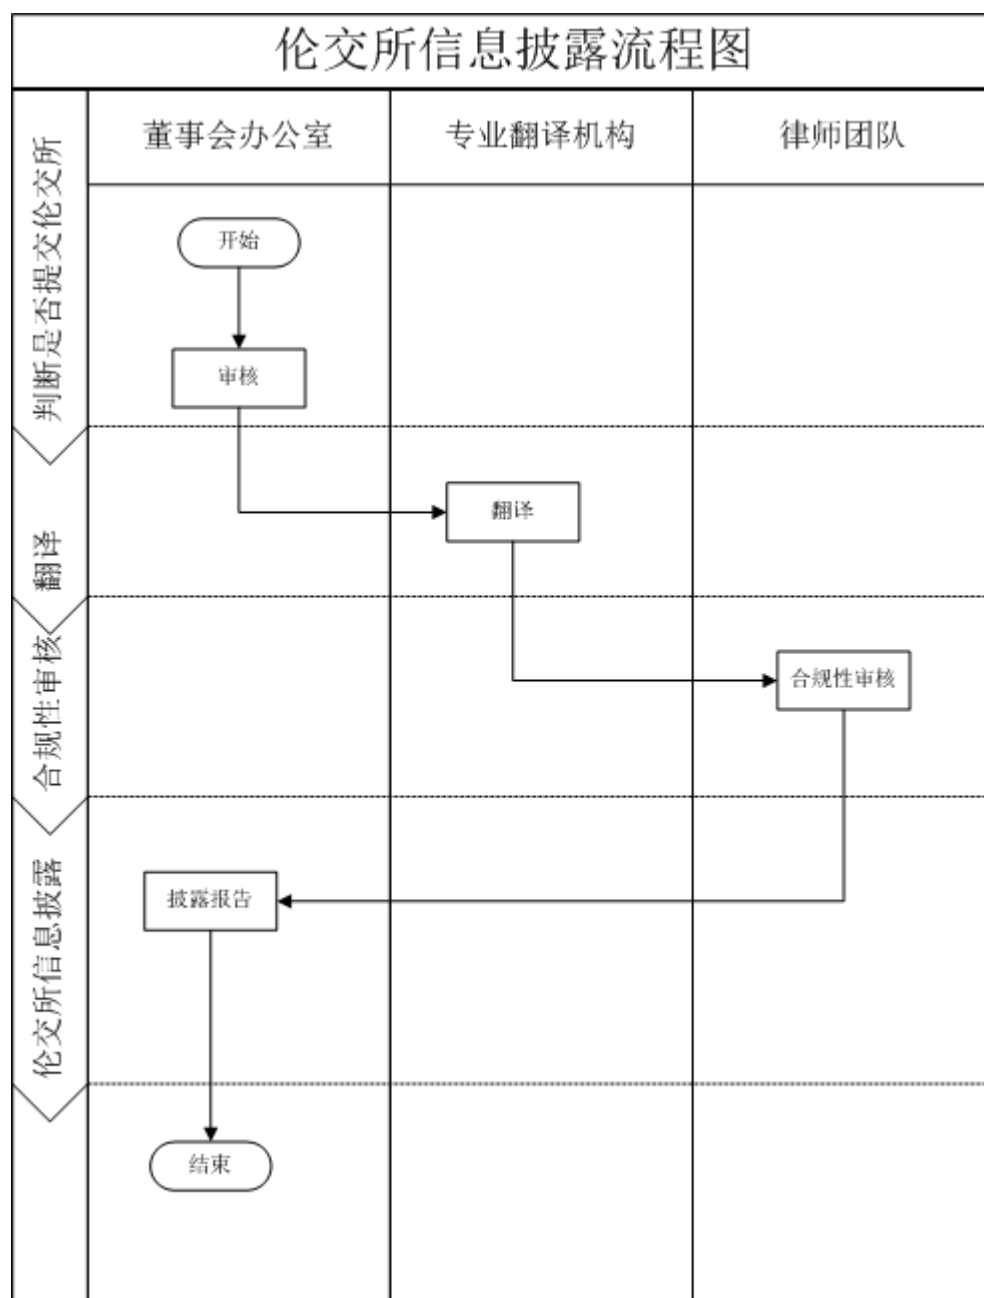 伦交所信息披露流程图
董事会办公室
专业翻译机构
律师团队
判断是否提交伦交所
开始
审核
翻译
翻译
合规性审核
合规性审核
伦交所信息披露
披露报告
结束